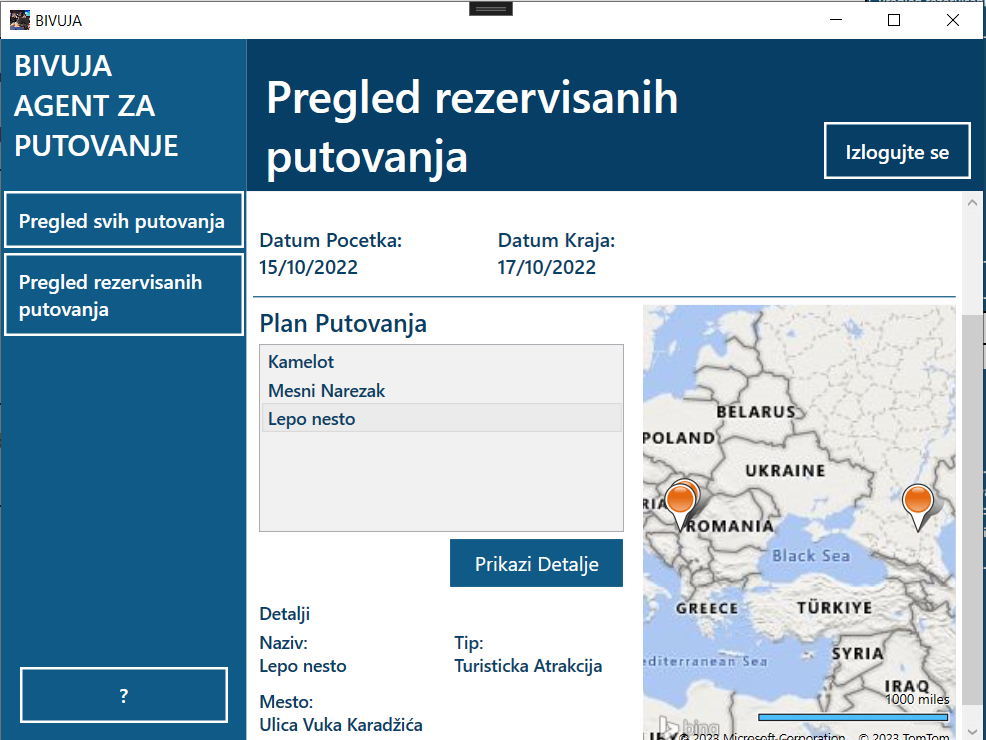 BIVUJA
BIVUJA
AGENT ZA
PUTOVANJE
Pregled rezervisanih
putovanja
Izlogujte se
Pregled svih putovanja
Pregled rezervisanih
putovanja
?
Datum Pocetka:
15/10/2022
Datum Kraja:
17/10/2022
Plan Putovanja
Kamelot
Mesni Narezak
Lepo nesto
Prikazi Detalje
Detalji
Naziv:
Lepo nesto
Tip:
Turisticka Atrakcija
Mesto:
Ulica Vuka Karadžića
BELARUS
POLAND
UKRAINE
RIA
ROMANIA
Black Sea
GREECE
TÜRKIYE
SYRIA
editerranean Sea
IRAQ
1000 miles
bing
© 2023 Microsoft Corporation © 2023 TomTom